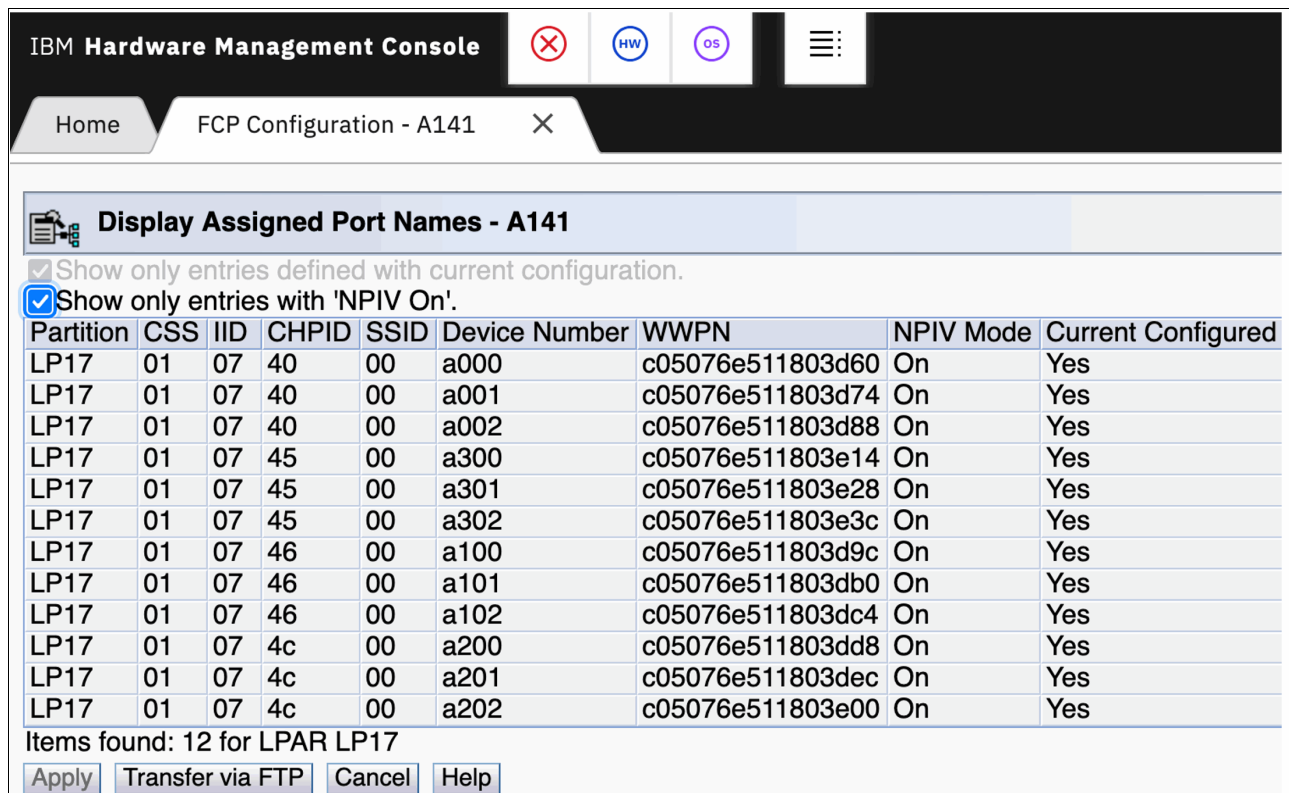 IBM Hardware Management Console
HW
OS
Home
FCP Configuration - A141
Display Assigned Port Names - A141
Show only entries defined with current configuration.
Show only entries with 'NPIV On'.
Partition CSS IID CHPID SSID Device Number WWPN NPIV Mode Current Configured
LP17 01 07 40 00 a000 c05076e511803d60 On Yes
LP17 01 07 40 00 a001 c05076e511803d74 On Yes
LP17 01 07 40 00 a002 c05076e511803d88 On Yes
LP17 01 07 45 00 a300 c05076e511803e14 On Yes
LP17 01 07 45 00 a301 c05076e511803e28 On Yes
LP17 01 07 45 00 a302 c05076e511803e3c On Yes
LP17 01 07 46 00 a100 c05076e511803d9c On Yes
LP17 01 07 46 00 a101 c05076e511803db0 On Yes
LP17 01 07 46 00 a102 c05076e511803dc4 On Yes
LP17 01 07 4c 00 a200 c05076e511803dd8 On Yes
LP17 01 07 4c 00 a201 c05076e511803dec On Yes
LP17 01 07 4c 00 a202 c05076e511803e00 On Yes
Items found: 12 for LPAR LP17
Apply Transfer via FTP Cancel Help